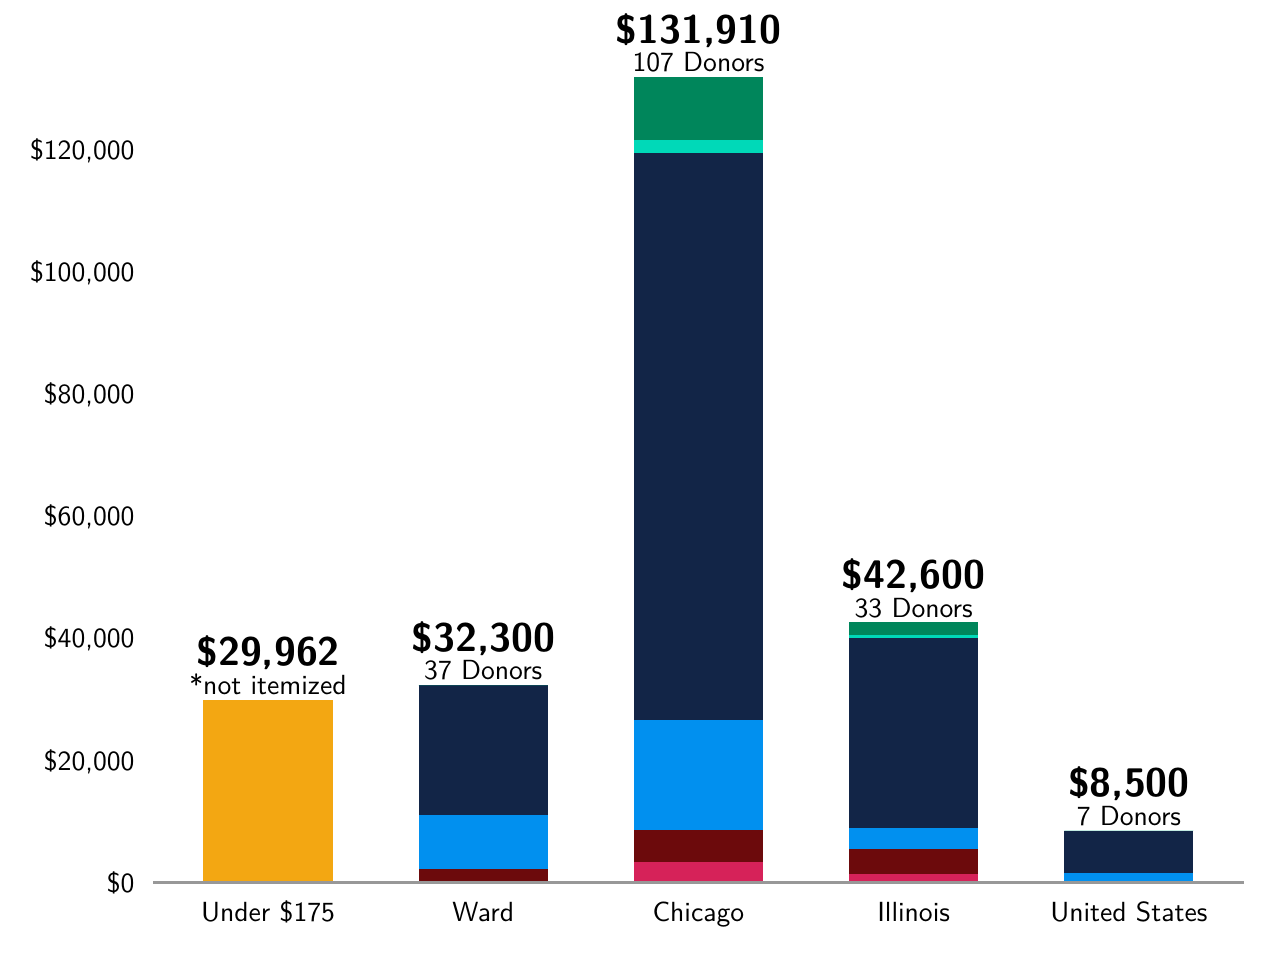 $131,910
107 Donors
$120,000
$100,000
$80,000
$60,000
$42,600
33 Donors
$40,000
$29,962
*not itemized
$32,300
37 Donors
$20,000
$8,500
7 Donors
$0
Under $175
Ward
Chicago
Illinois
United States